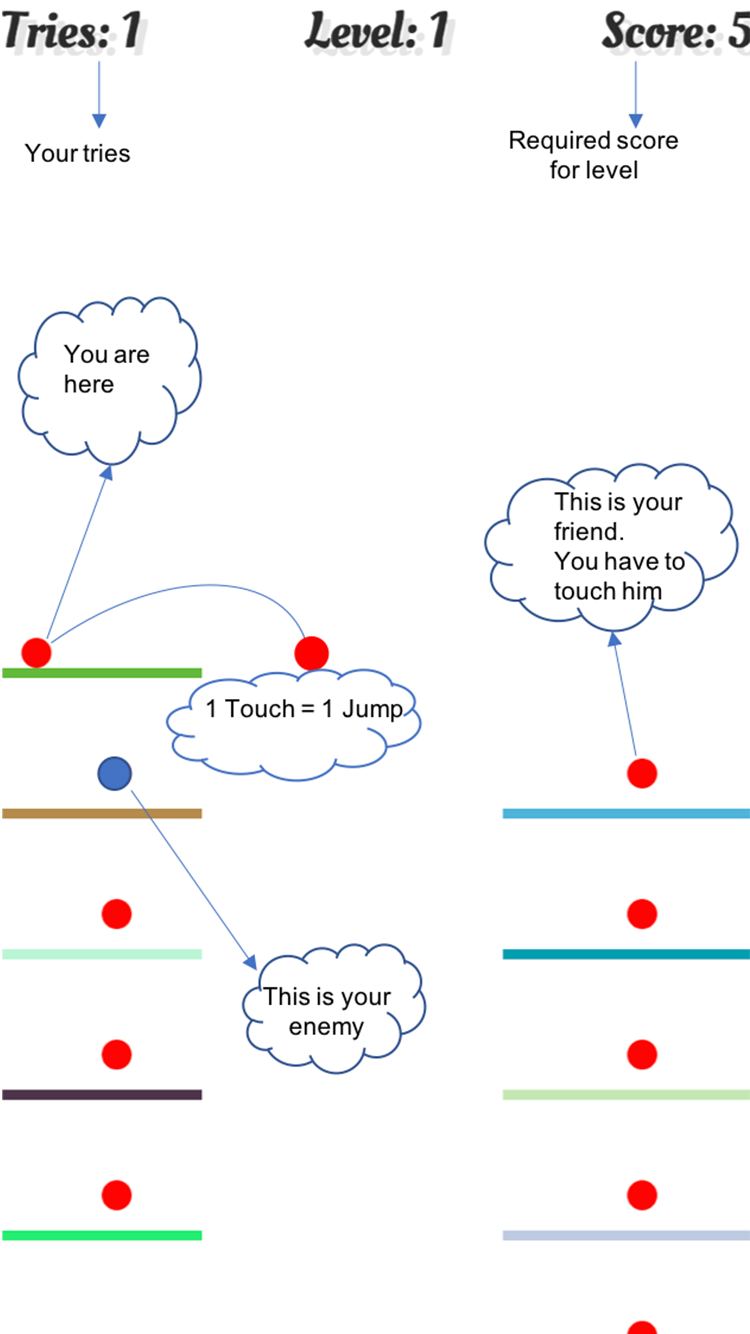 Tries: 1
Level: 1
Score: 5
Your tries
Required score
for level
You are
here
This is your
friend.
You have to
touch him
1 Touch = 1 Jump
This is your
enemy